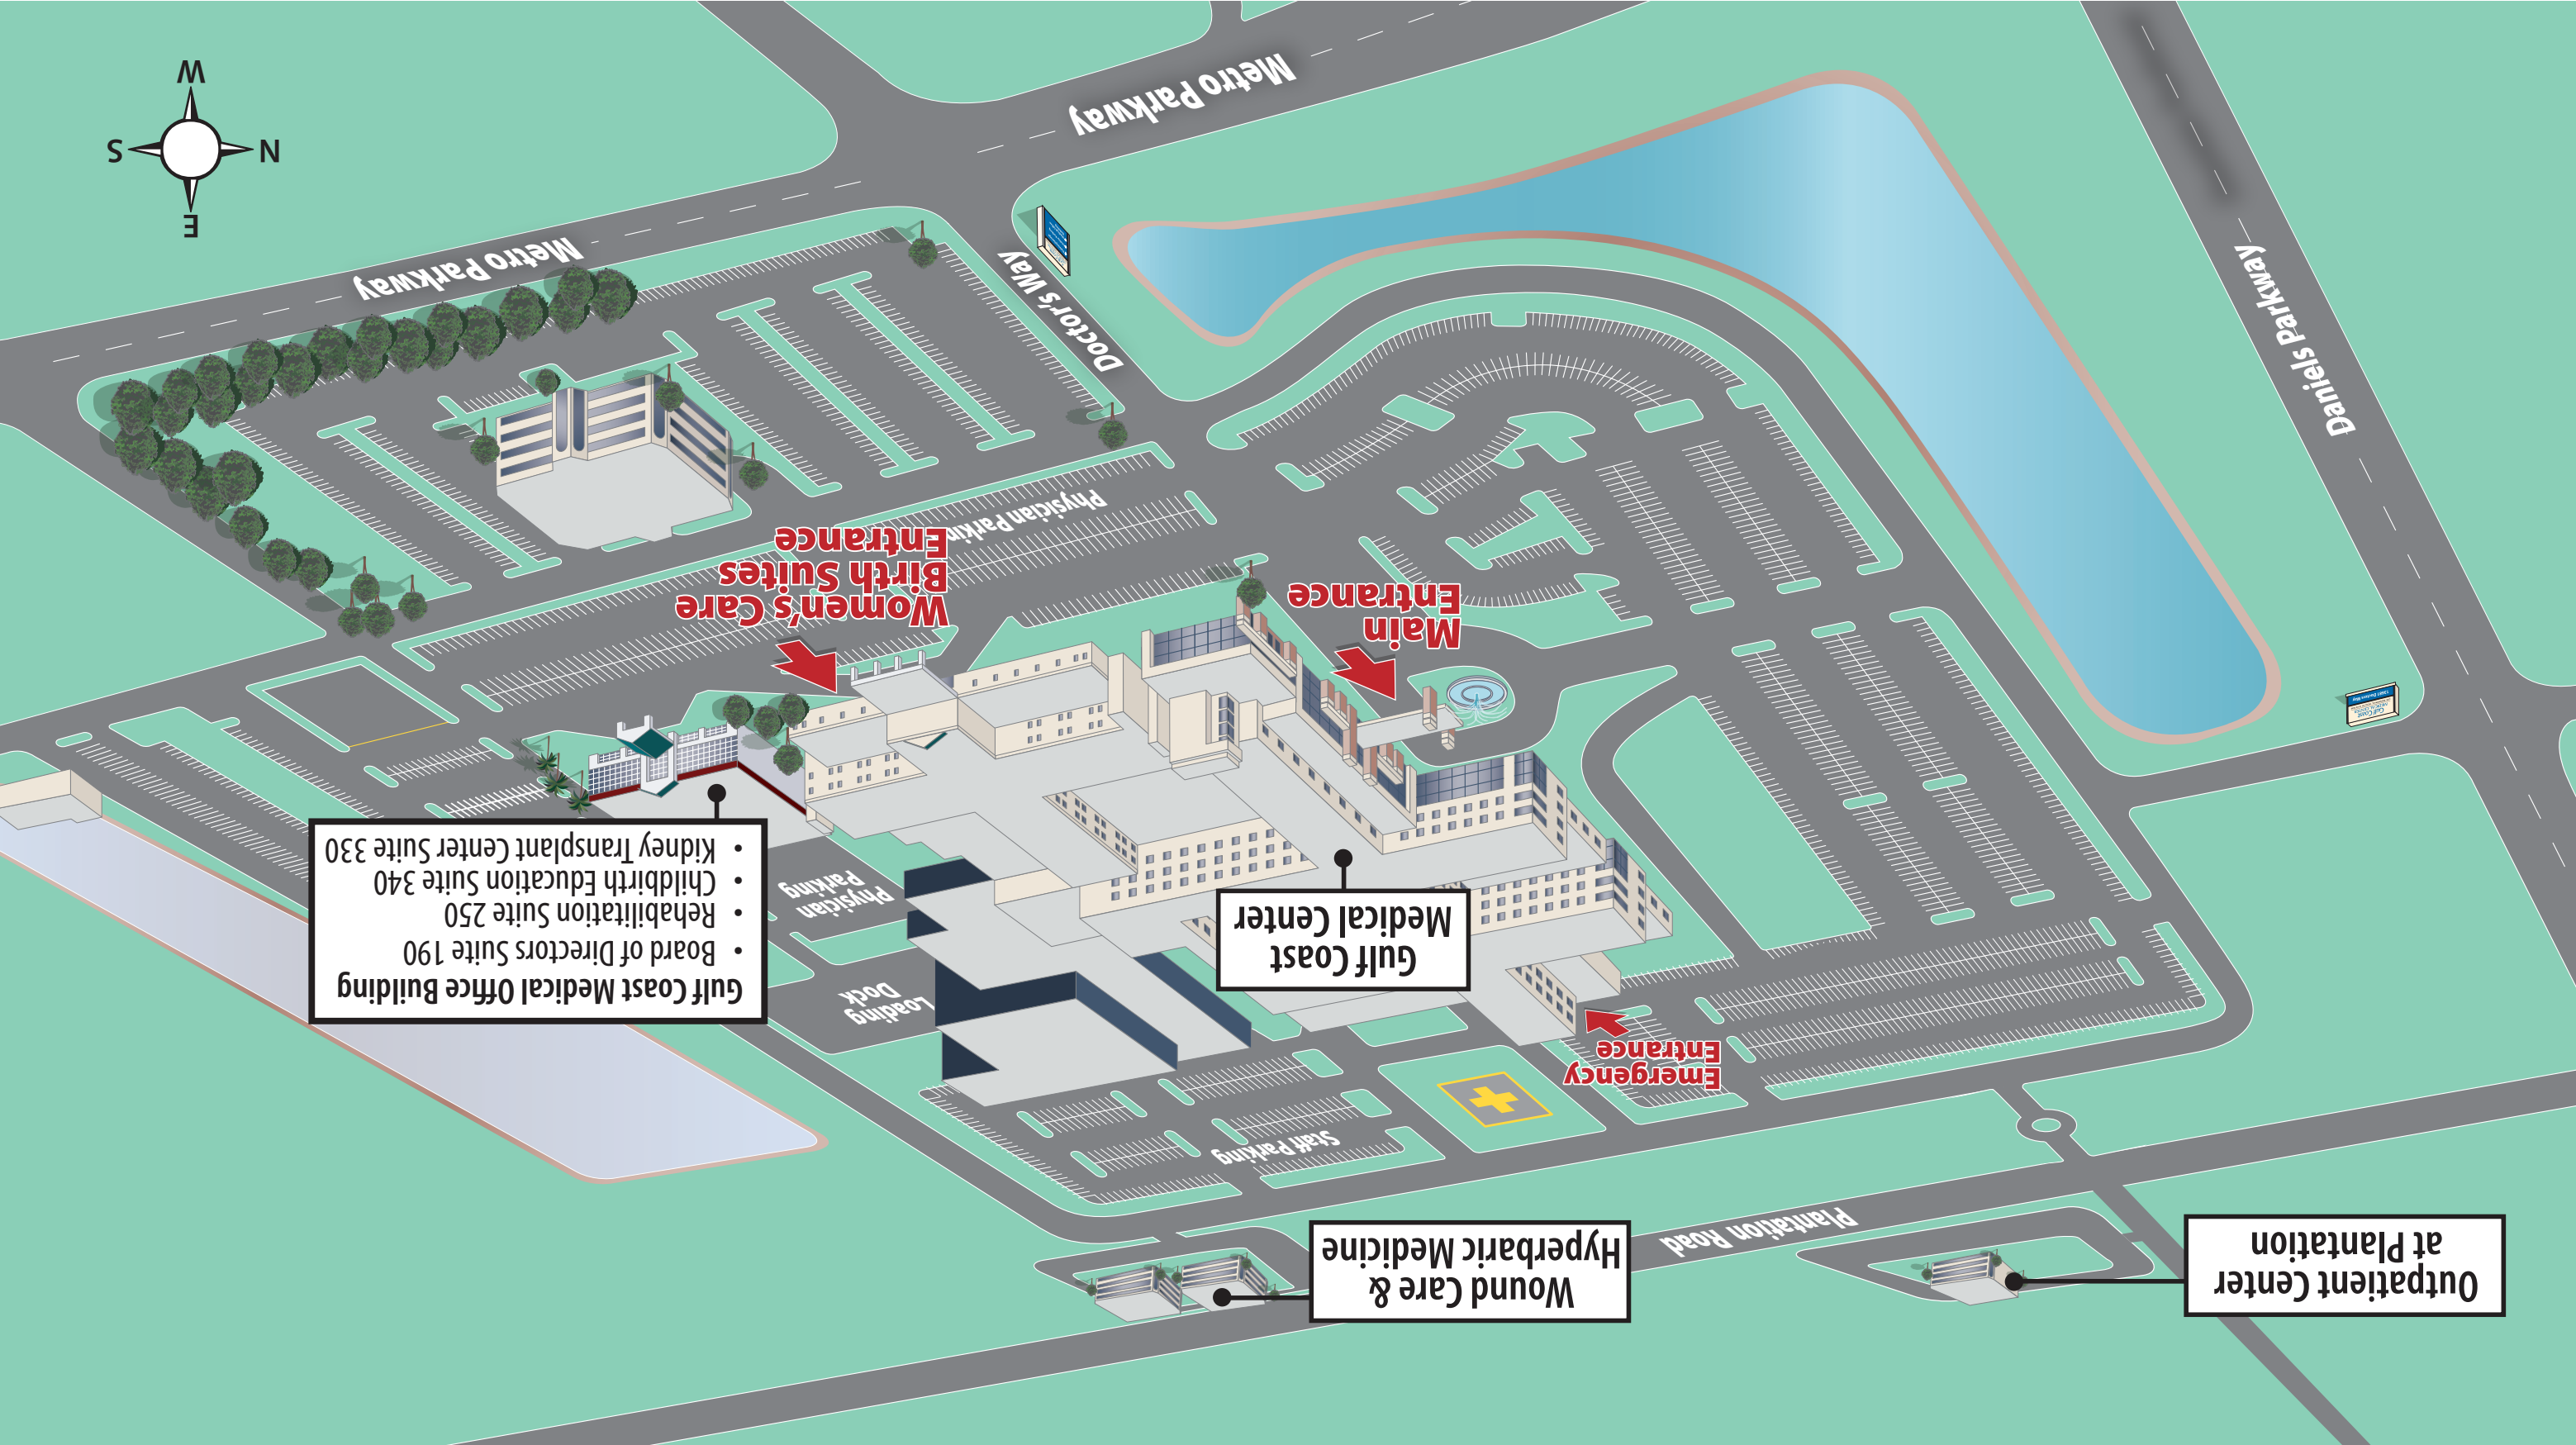 Outpatient Center
at Plantation
Wound Care &
Hyperbaric Medicine
Plantation Road
Staff Parking
Emergency
Entrance
Loading
Dock
Gulf Coast Medical Office Building
• Board of Directors Suite 190
• Rehabilitation Suite 250
• Childbirth Education Suite 340
• Kidney Transplant Center Suite 330
Gulf Coast
Medical Center
Physician
Parking
Main
Entrance
Women's Care
Birth Suites
Entrance
Physician Parking
Daniels Parkway
Doctor's Way
Metro Parkway
Metro Parkway
E
N
S
W
Gulf Coast